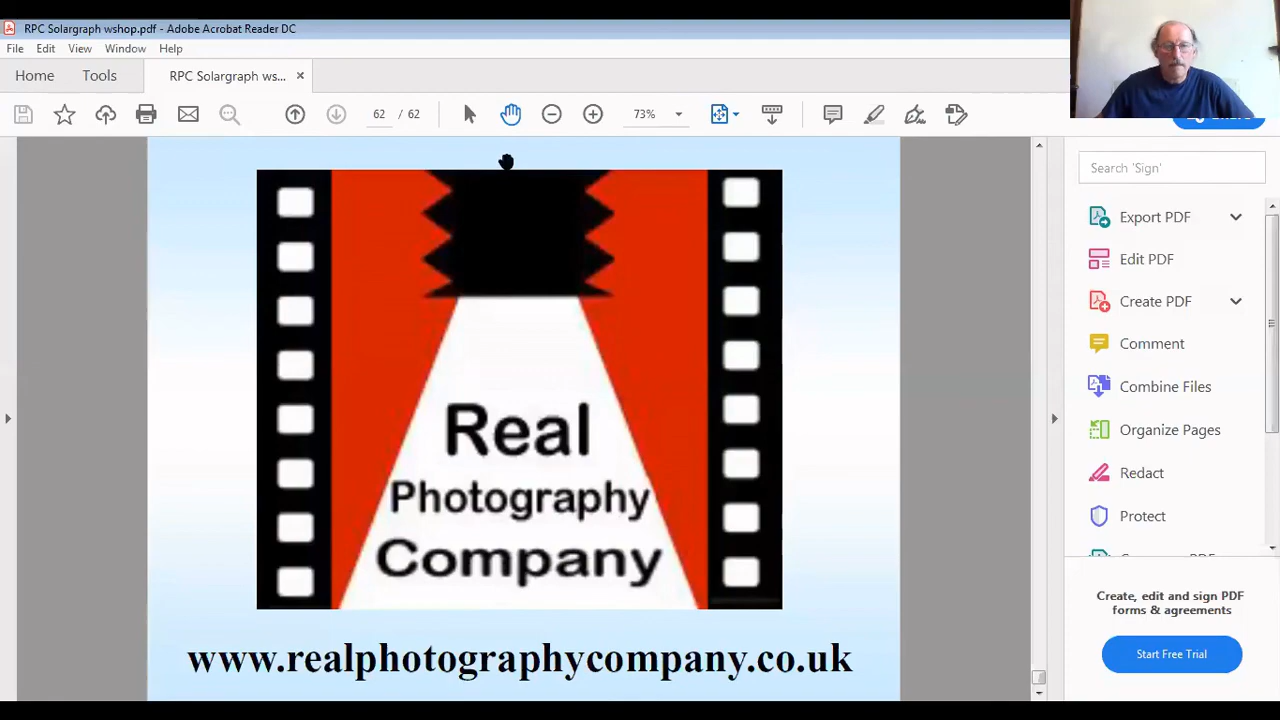 RPC Solargraph wshop.pdf - Adobe Acrobat Reader DC
File Edit View Window Help
Home Tools RPC Solargraph ws... ×
62 / 62 73%
Search 'Sign'
Export PDF
Edit PDF
Create PDF
Comment
Combine Files
Organize Pages
Redact
Protect
Create, edit and sign PDF
forms & agreements
Start Free Trial
Real
Photography
Company
www.realphotographycompany.co.uk